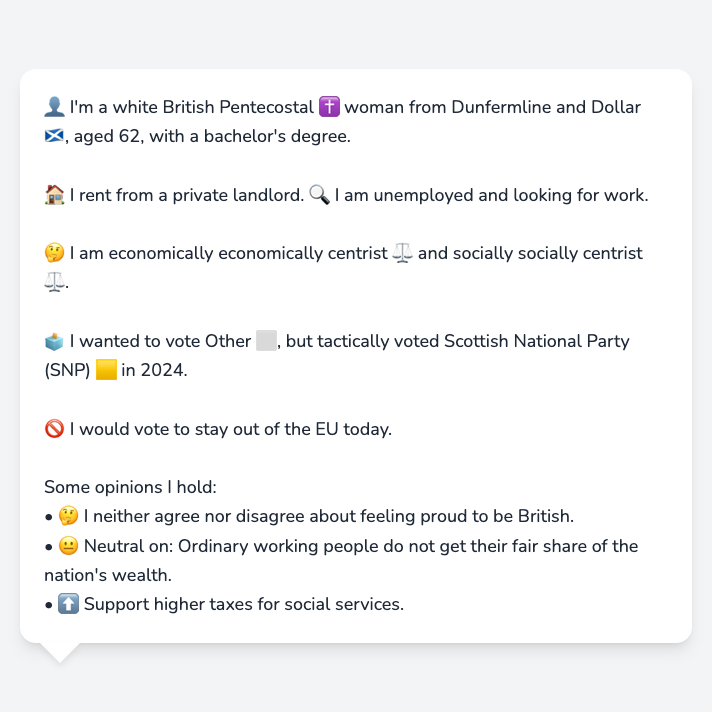 👤 I'm a white British Pentecostal ✝️ woman from Dunfermline and Dollar
🏴󠁧󠁢󠁳󠁣󠁴󠁿, aged 62, with a bachelor's degree.
🏠 I rent from a private landlord. 🔍 I am unemployed and looking for work.
🤔 I am economically economically centrist ⚖️ and socially socially centrist
⚖️.
🗳️ I wanted to vote Other ⬜, but tactically voted Scottish National Party
(SNP) 🟨 in 2024.
🚫 I would vote to stay out of the EU today.
Some opinions I hold:
• 🤔 I neither agree nor disagree about feeling proud to be British.
• 😐 Neutral on: Ordinary working people do not get their fair share of the
nation's wealth.
• ⬆️ Support higher taxes for social services.